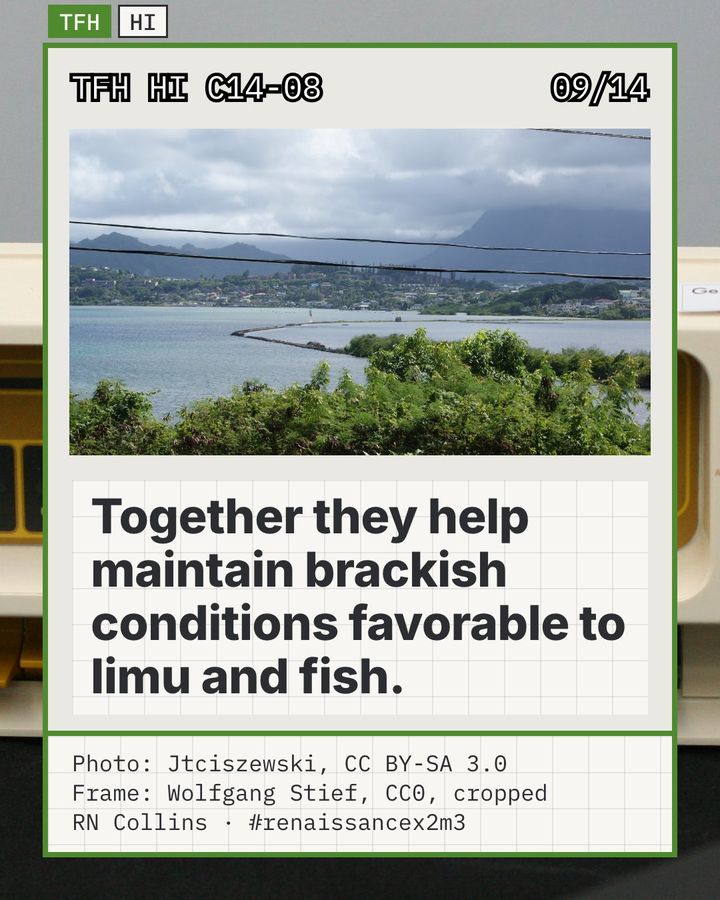 TFH HI
TFH HI C14-08 09/14
Together they help
maintain brackish
conditions favorable to
limu and fish.
Photo: Jtciszewski, CC BY-SA 3.0
Frame: Wolfgang Stief, CC0, cropped
RN Collins · #renaissancex2m3